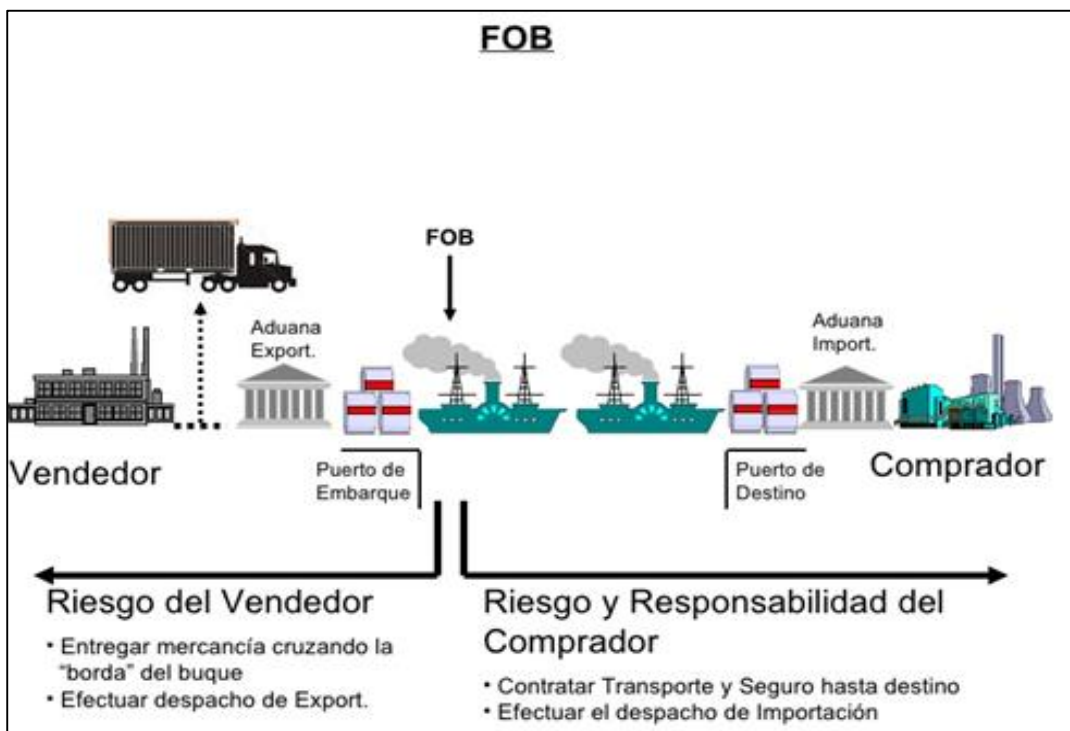 FOB
FOB
Aduana
Export.
Aduana
Import.
Vendedor
Puerto de
Embarque
Puerto de
Destino
Comprador
Riesgo del Vendedor
• Entregar mercancía cruzando la
“borda” del buque
• Efectuar despacho de Export.
Riesgo y Responsabilidad del
Comprador
• Contratar Transporte y Seguro hasta destino
• Efectuar el despacho de Importación